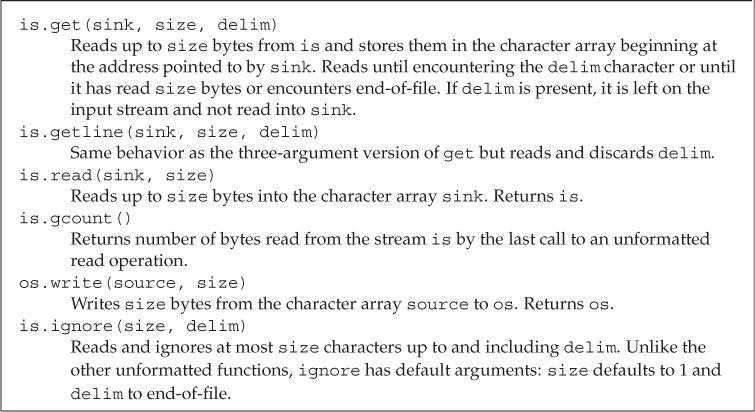 is.get(sink, size, delim)
Reads up to size bytes from is and stores them in the character array beginning at
the address pointed to by sink. Reads until encountering the delim character or until
it has read size bytes or encounters end-of-file. If delim is present, it is left on the
input stream and not read into sink.
is.getline(sink, size, delim)
Same behavior as the three-argument version of get but reads and discards delim.
is.read(sink, size)
Reads up to size bytes into the character array sink. Returns is.
is.gcount()
Returns number of bytes read from the stream is by the last call to an unformatted
read operation.
os.write(source, size)
Writes size bytes from the character array source to os. Returns os.
is.ignore(size, delim)
Reads and ignores at most size characters up to and including delim. Unlike the
other unformatted functions, ignore has default arguments: size defaults to 1 and
delim to end-of-file.